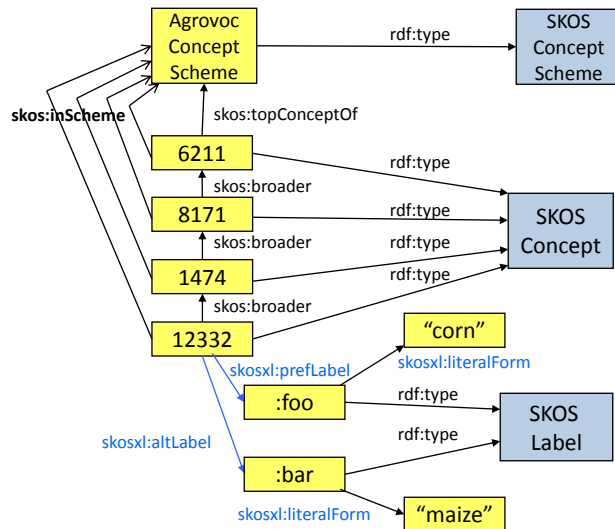 Agrovoc
Concept
Scheme
rdf:type
SKOS
Concept
Scheme
skos:inScheme
skos:topConceptOf
6211
rdf:type
skos:broader
8171
rdf:type
SKOS
Concept
skos:broader
rdf:type
1474
skos:broader
rdf:type
12332
"corn"
skosxl:prefLabel
skosxl:literalForm
:foo
rdf:type
SKOS
Label
skosxl:altLabel
rdf:type
:bar
skosxl:literalForm
"maize"